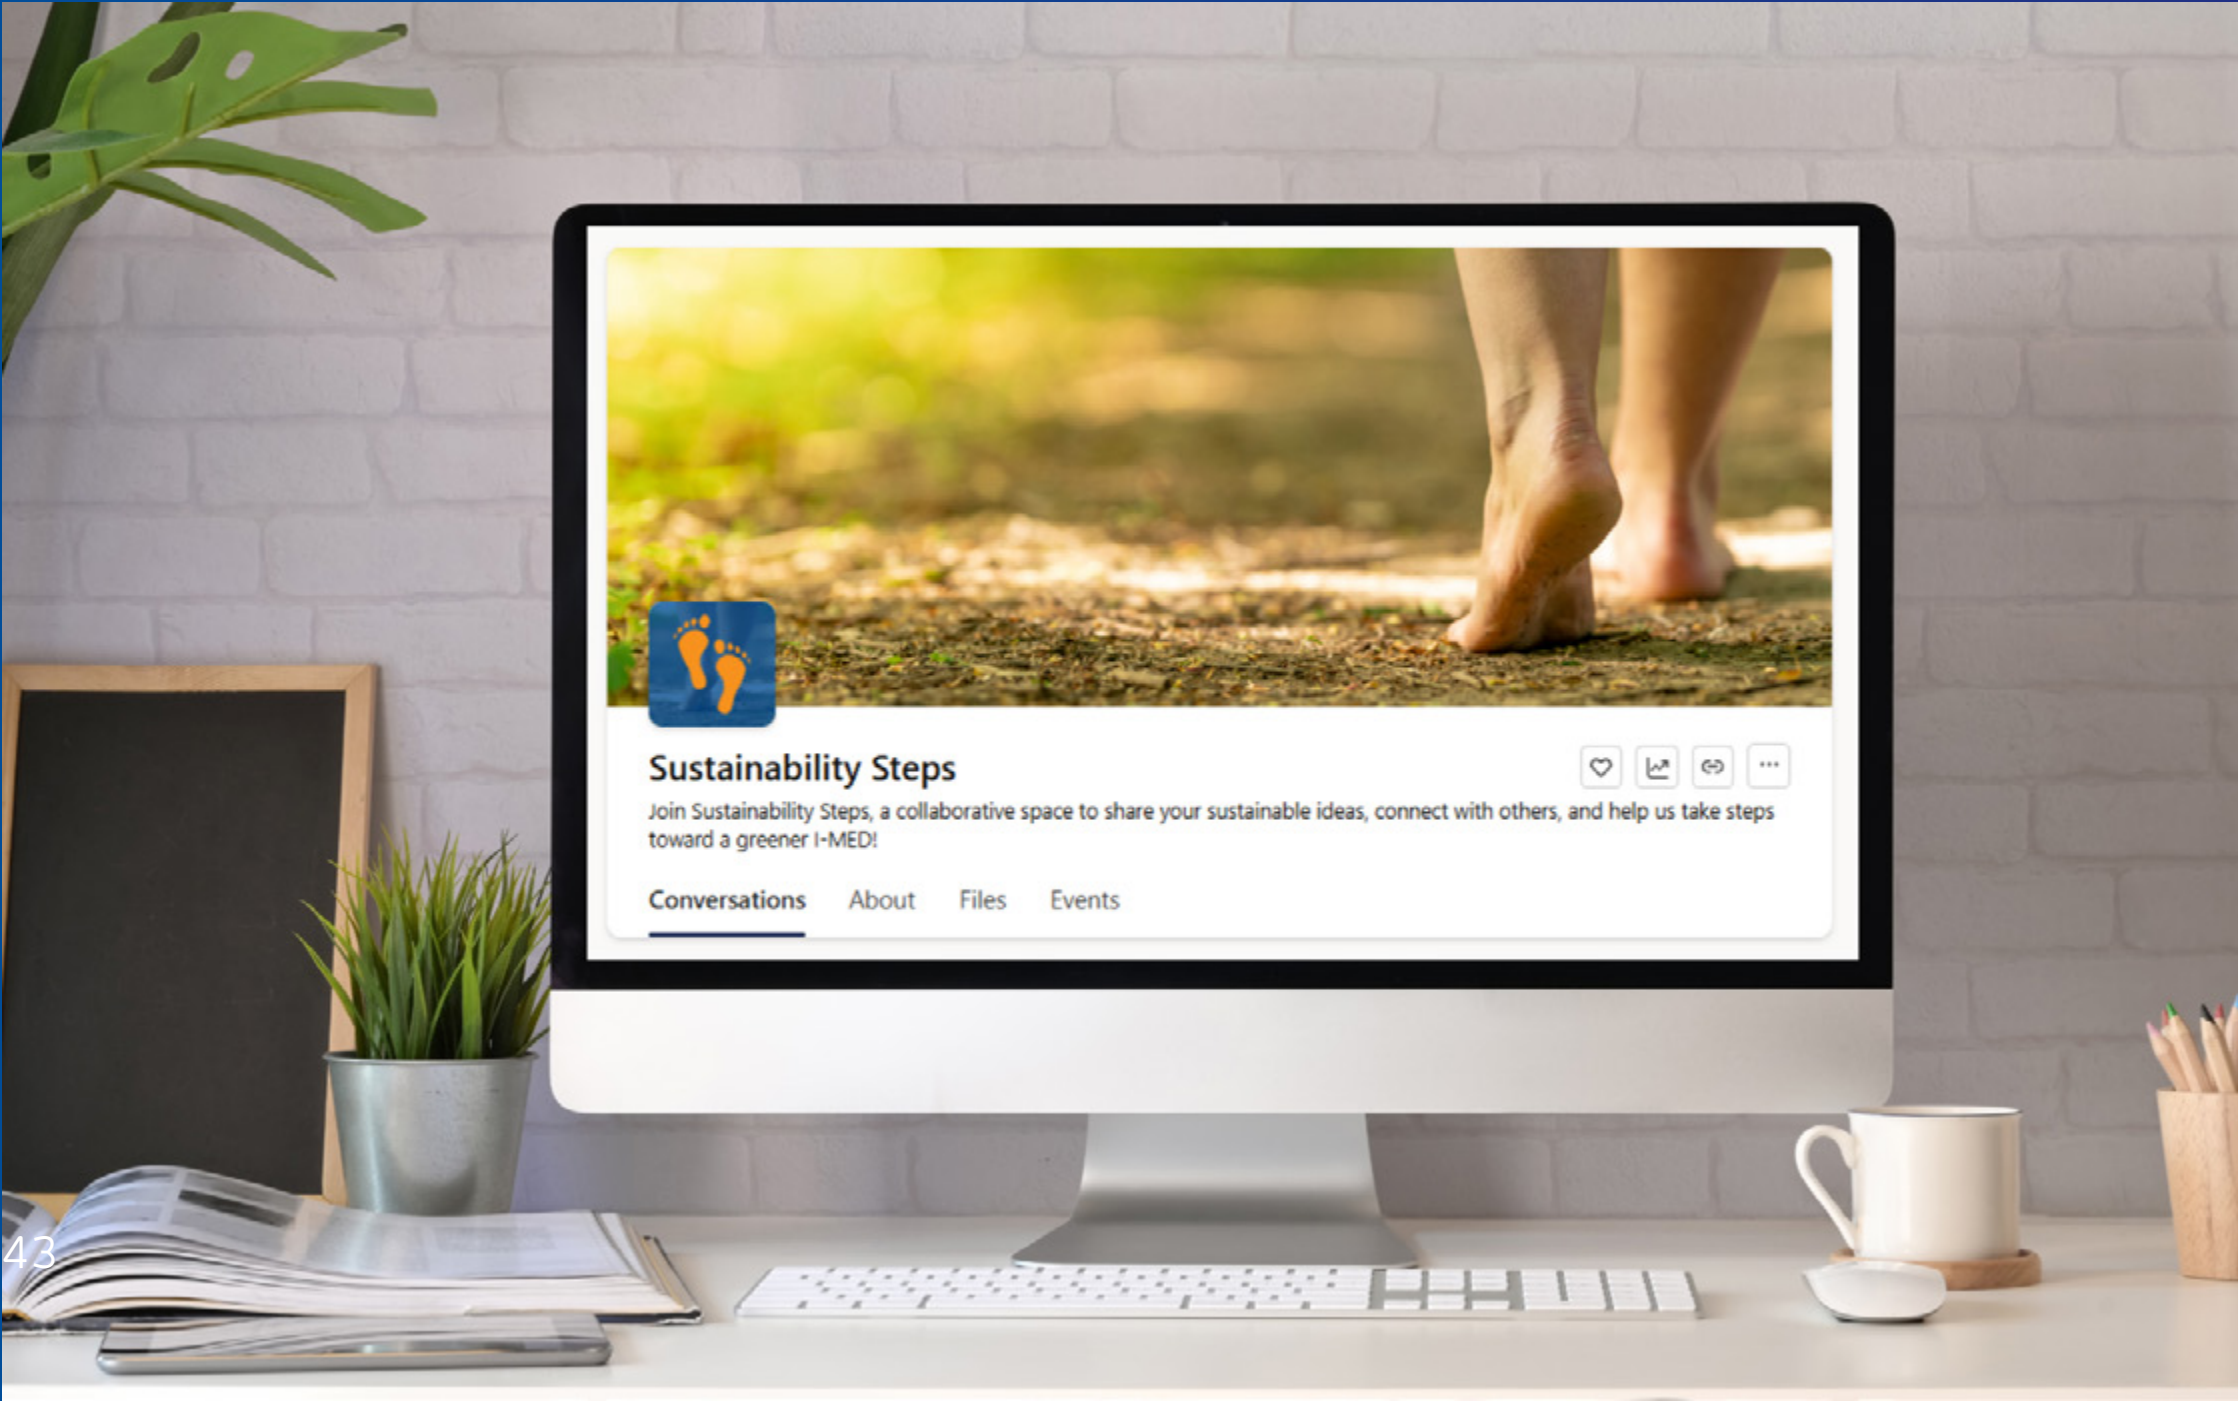 Sustainability Steps
Join Sustainability Steps, a collaborative space to share your sustainable ideas, connect with others, and help us take steps
toward a greener I-MED!
Conversations About Files Events
43